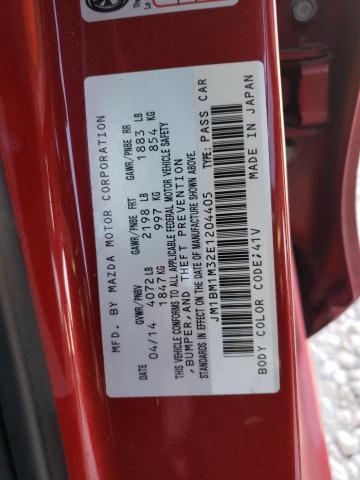 MFD. BY MAZDA MOTOR CORPORATION
GVWR/PNBV GAWR/PNBE FRT GAWR/PNBE RR
04/14 4072 LB 2198 LB 1883 LB
1847 KG 997 KG 854 KG
THIS VEHICLE CONFORMS TO ALL APPLICABLE FEDERAL MOTOR VEHICLE SAFETY
,BUMPER, AND THEFT PREVENTION
STANDARDS IN EFFECT ON THE DATE OF MANUFACTURE SHOWN ABOVE.
JM1BM1M32E1204405 TYPE: PASS CAR
BODY COLOR CODE:41V MADE IN JAPAN